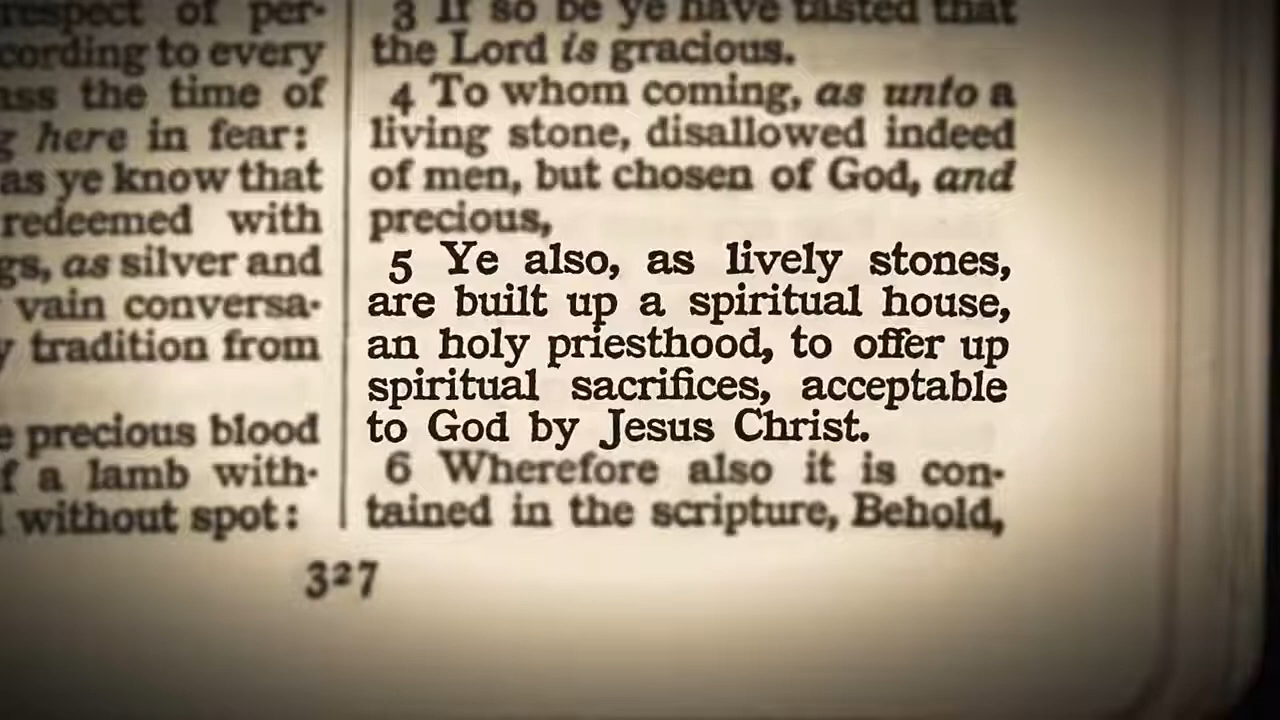 respect of per-
cording to every
ass the time of
here in fear:
as ye know that
redeemed with
gs, as silver and
vain conversa-
y tradition from
e precious blood
f a lamb with-
without spot:
3 If so be ye have tasted that
the Lord is gracious.
4 To whom coming, as unto a
living stone, disallowed indeed
of men, but chosen of God, and
precious,
5 Ye also, as lively stones,
are built up a spiritual house,
an holy priesthood, to offer up
spiritual sacrifices, acceptable
to God by Jesus Christ.
6 Wherefore also it is con-
tained in the scripture, Behold,
327